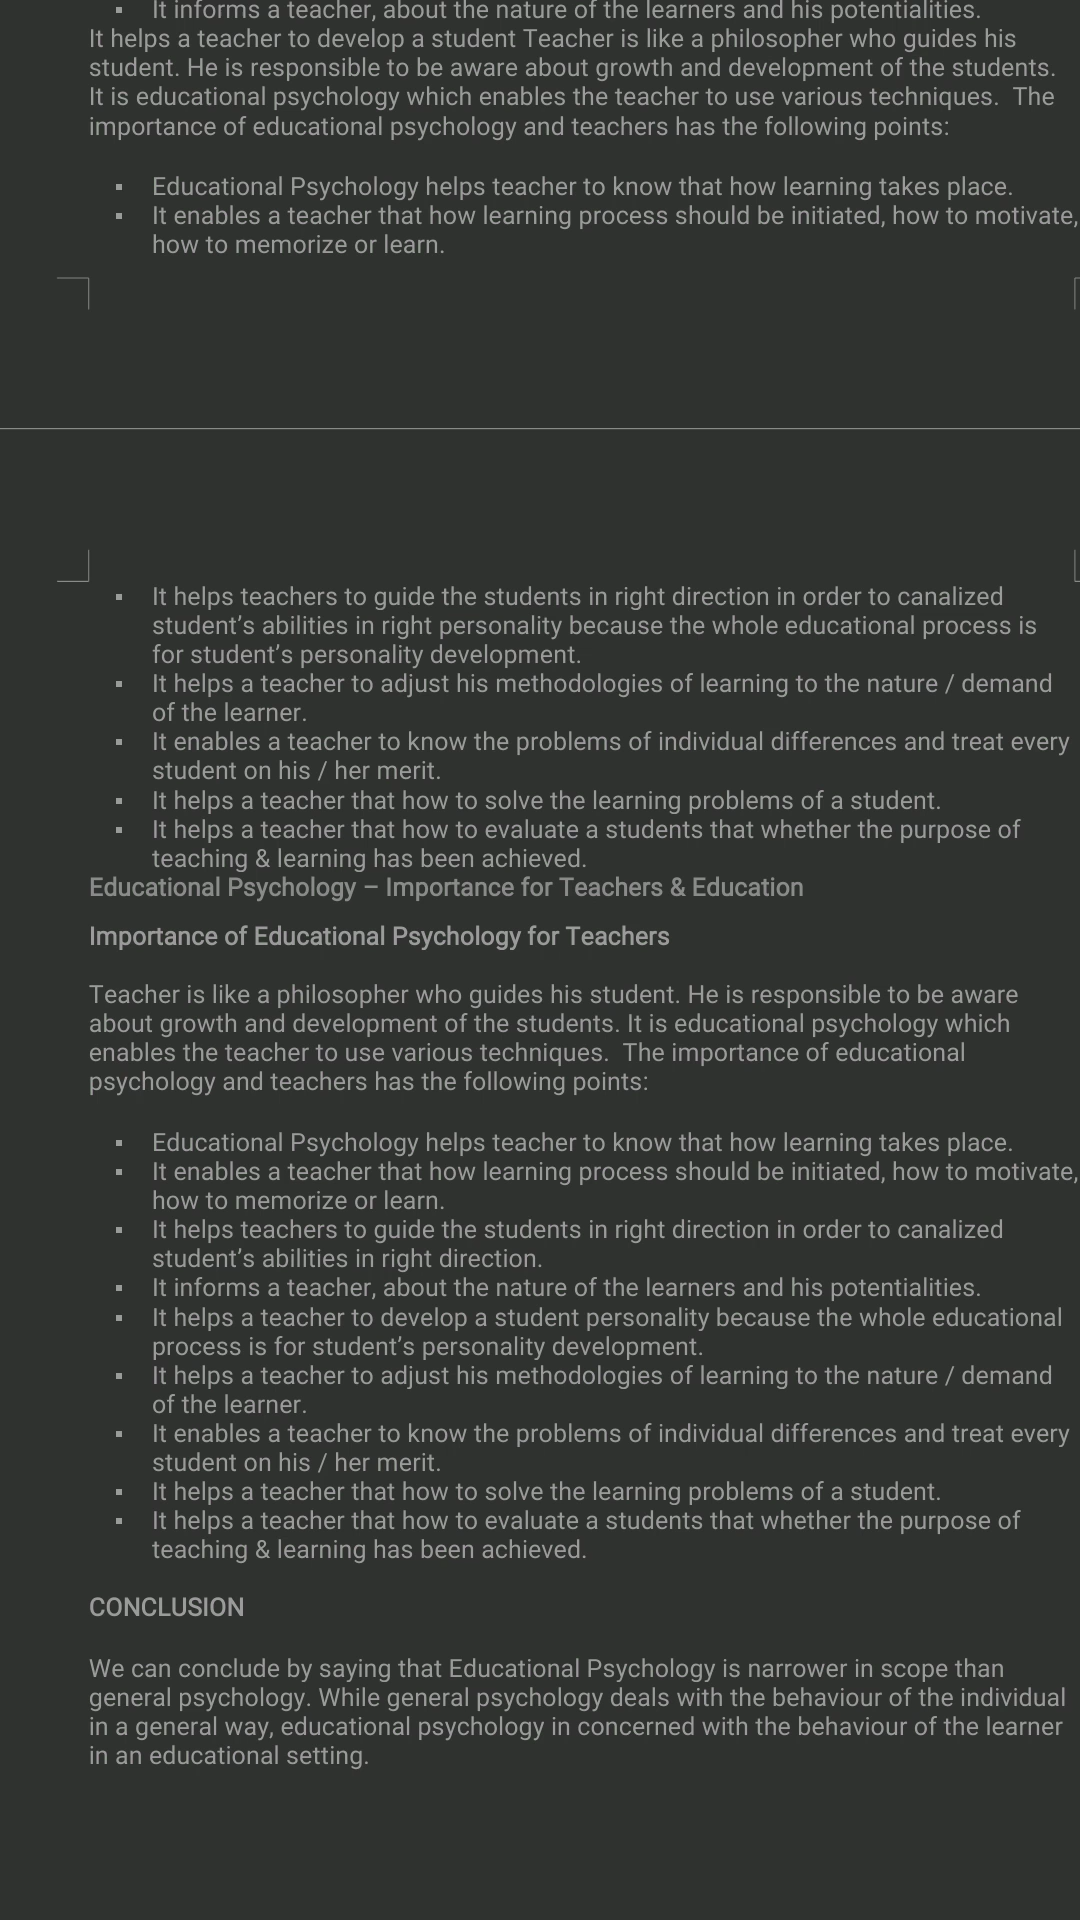 ▪ It informs a teacher, about the nature of the learners and his potentialities.
It helps a teacher to develop a student Teacher is like a philosopher who guides his
student. He is responsible to be aware about growth and development of the students.
It is educational psychology which enables the teacher to use various techniques.  The
importance of educational psychology and teachers has the following points:
▪ Educational Psychology helps teacher to know that how learning takes place.
▪ It enables a teacher that how learning process should be initiated, how to motivate,
how to memorize or learn.
▪ It helps teachers to guide the students in right direction in order to canalized
student’s abilities in right personality because the whole educational process is
for student’s personality development.
▪ It helps a teacher to adjust his methodologies of learning to the nature / demand
of the learner.
▪ It enables a teacher to know the problems of individual differences and treat every
student on his / her merit.
▪ It helps a teacher that how to solve the learning problems of a student.
▪ It helps a teacher that how to evaluate a students that whether the purpose of
teaching & learning has been achieved.
Educational Psychology – Importance for Teachers & Education
Importance of Educational Psychology for Teachers
Teacher is like a philosopher who guides his student. He is responsible to be aware
about growth and development of the students. It is educational psychology which
enables the teacher to use various techniques.  The importance of educational
psychology and teachers has the following points:
▪ Educational Psychology helps teacher to know that how learning takes place.
▪ It enables a teacher that how learning process should be initiated, how to motivate,
how to memorize or learn.
▪ It helps teachers to guide the students in right direction in order to canalized
student’s abilities in right direction.
▪ It informs a teacher, about the nature of the learners and his potentialities.
▪ It helps a teacher to develop a student personality because the whole educational
process is for student’s personality development.
▪ It helps a teacher to adjust his methodologies of learning to the nature / demand
of the learner.
▪ It enables a teacher to know the problems of individual differences and treat every
student on his / her merit.
▪ It helps a teacher that how to solve the learning problems of a student.
▪ It helps a teacher that how to evaluate a students that whether the purpose of
teaching & learning has been achieved.
CONCLUSION
We can conclude by saying that Educational Psychology is narrower in scope than
general psychology. While general psychology deals with the behaviour of the individual
in a general way, educational psychology in concerned with the behaviour of the learner
in an educational setting.